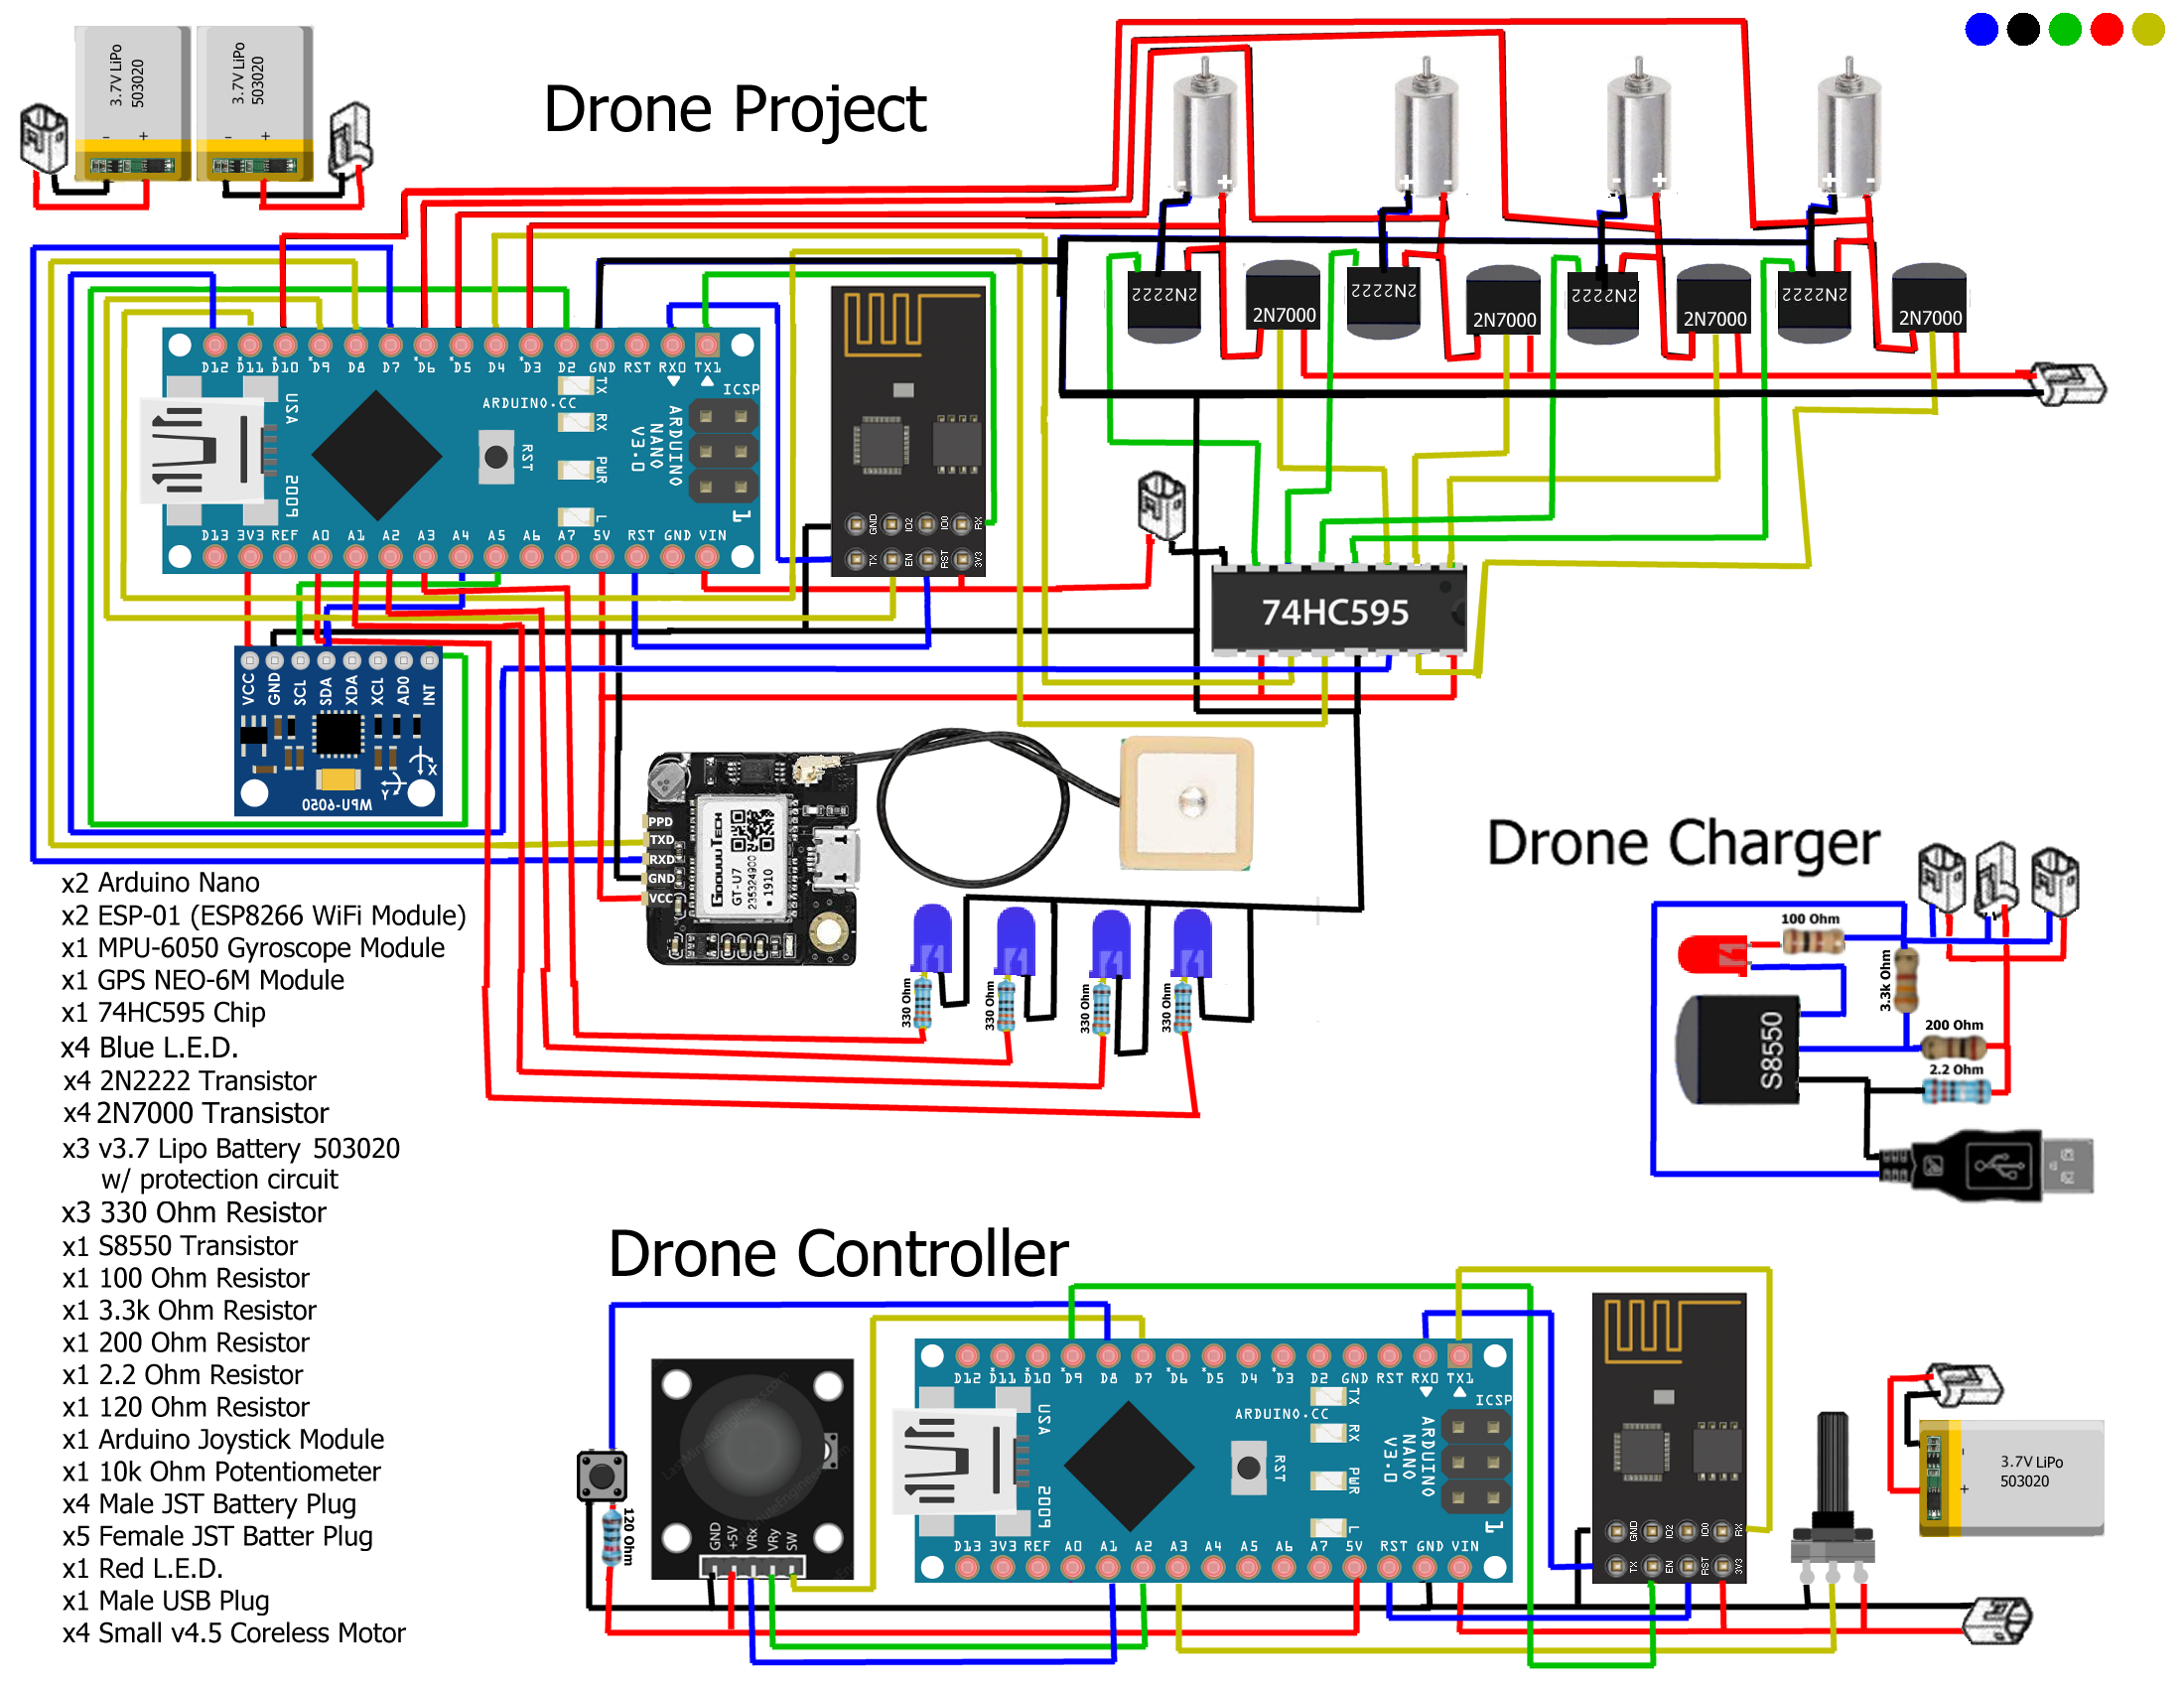 3.7V LiPo
503020
3.7V LiPo
503020
- +
- +
Drone Project
- +
+ -
- +
+ -
2N2222
2N7000
2N2222
2N7000
2N2222
2N7000
2N2222
2N7000
D12 D11 D10 D9 D8 D7 D6 D5 D4 D3 D2 GND RST RX0 TX1
ICSP
ARDUINO.CC
TX
RX
PWR
L
RST
USA
2009
ARDUINO
NANO
V3.0
1
D13 3V3 REF A0 A1 A2 A3 A4 A5 A6 A7 5V RST GND VIN
GND IO2 IO0 RX
TX EN RST 3V3
74HC595
VCC GND SCL SDA XDA XCL AD0 INT
X
Y
MPU-6050
PPD
TXD
RXD
GND
VCC
GOOUUU TECH
GT-U7
235324900
1910
330 Ohm
330 Ohm
330 Ohm
330 Ohm
Drone Charger
100 Ohm
3.3k Ohm
200 Ohm
2.2 Ohm
S8550
x2 Arduino Nano
x2 ESP-01 (ESP8266 WiFi Module)
x1 MPU-6050 Gyroscope Module
x1 GPS NEO-6M Module
x1 74HC595 Chip
x4 Blue L.E.D.
x4 2N2222 Transistor
x4 2N7000 Transistor
x3 v3.7 Lipo Battery 503020
w/ protection circuit
x3 330 Ohm Resistor
x1 S8550 Transistor
x1 100 Ohm Resistor
x1 3.3k Ohm Resistor
x1 200 Ohm Resistor
x1 2.2 Ohm Resistor
x1 120 Ohm Resistor
x1 Arduino Joystick Module
x1 10k Ohm Potentiometer
x4 Male JST Battery Plug
x5 Female JST Batter Plug
x1 Red L.E.D.
x1 Male USB Plug
x4 Small v4.5 Coreless Motor
Drone Controller
120 Ohm
LastMinuteEngineers.com
GND
+5V
VRx
VRy
SW
D12 D11 D10 D9 D8 D7 D6 D5 D4 D3 D2 GND RST RX0 TX1
ICSP
ARDUINO.CC
TX
RX
PWR
L
RST
USA
2009
ARDUINO
NANO
V3.0
1
D13 3V3 REF A0 A1 A2 A3 A4 A5 A6 A7 5V RST GND VIN
GND IO2 IO0 RX
TX EN RST 3V3
3.7V LiPo
503020
-
+